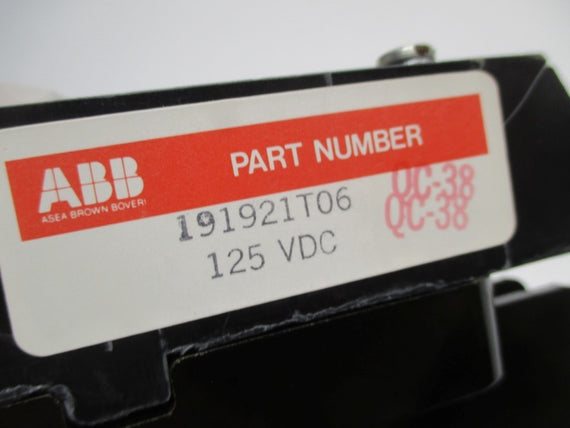 ABB
ASEA BROWN BOVERI
PART NUMBER
191921T06
125 VDC
QC-38
QC-38